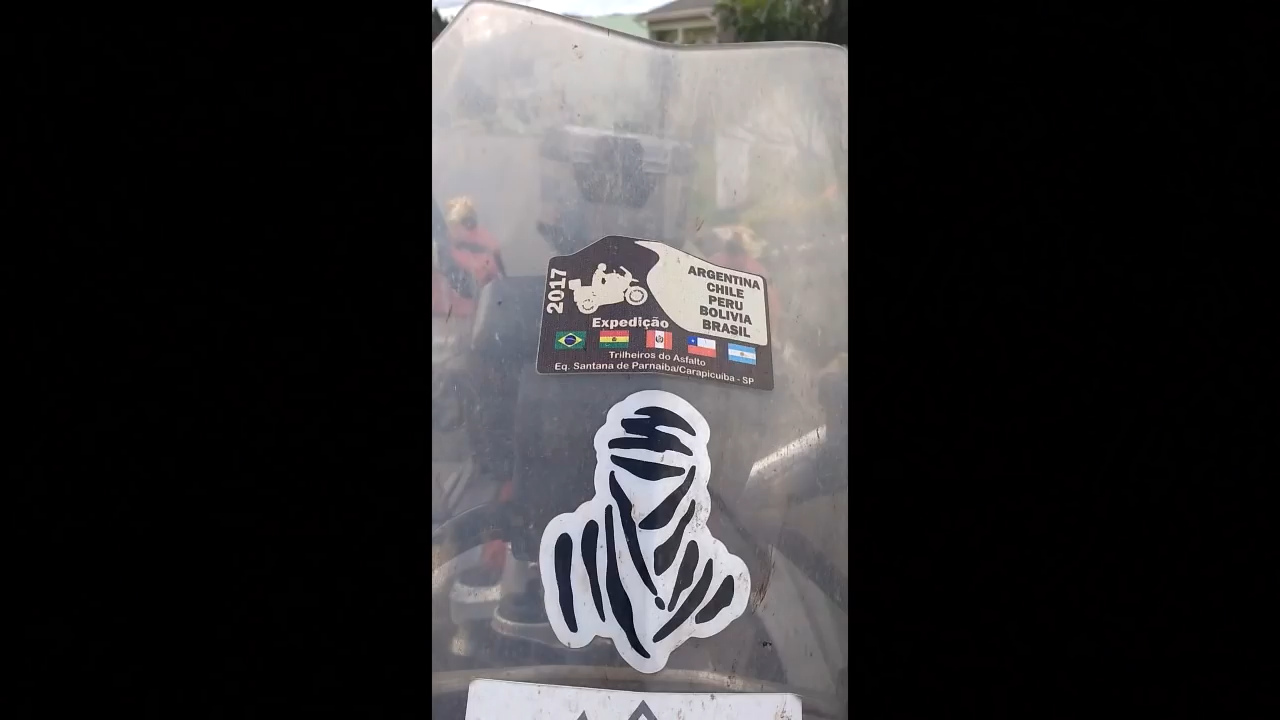 2017
ARGENTINA
CHILE
PERU
BOLIVIA
BRASIL
Expedição
Trilheiros do Asfalto
Eq. Santana de Parnaiba/Carapicuiba - SP